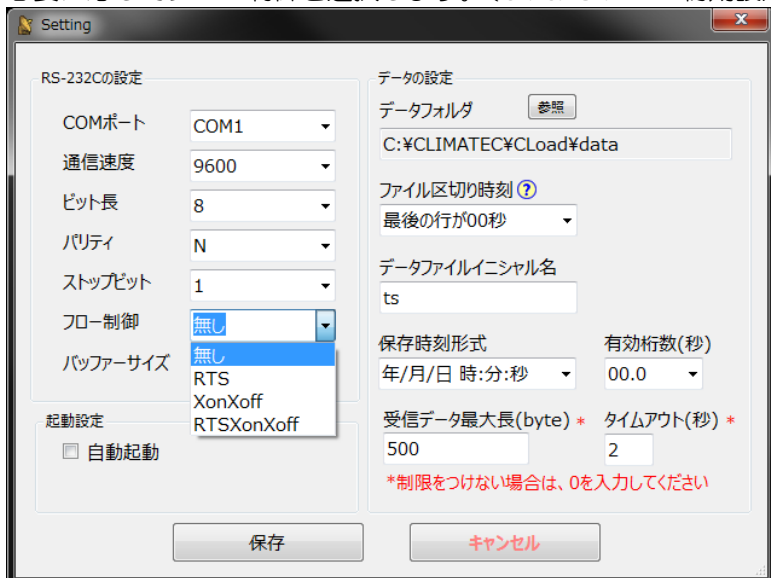 Setting
RS-232Cの設定
COMポート COM1
通信速度 9600
ビット長 8
パリティ N
ストップビット 1
フロー制御 無し
無し
RTS
XonXoff
RTSXonXoff
バッファーサイズ
起動設定
自動起動
データの設定
データフォルダ 参照
C:¥CLIMATEC¥CLoad¥data
ファイル区切り時刻 ?
最後の行が00秒
データファイルイニシャル名
ts
保存時刻形式 有効桁数(秒)
年/月/日 時:分:秒 00.0
受信データ最大長(byte) * タイムアウト(秒) *
500 2
*制限をつけない場合は、0を入力してください
保存 キャンセル